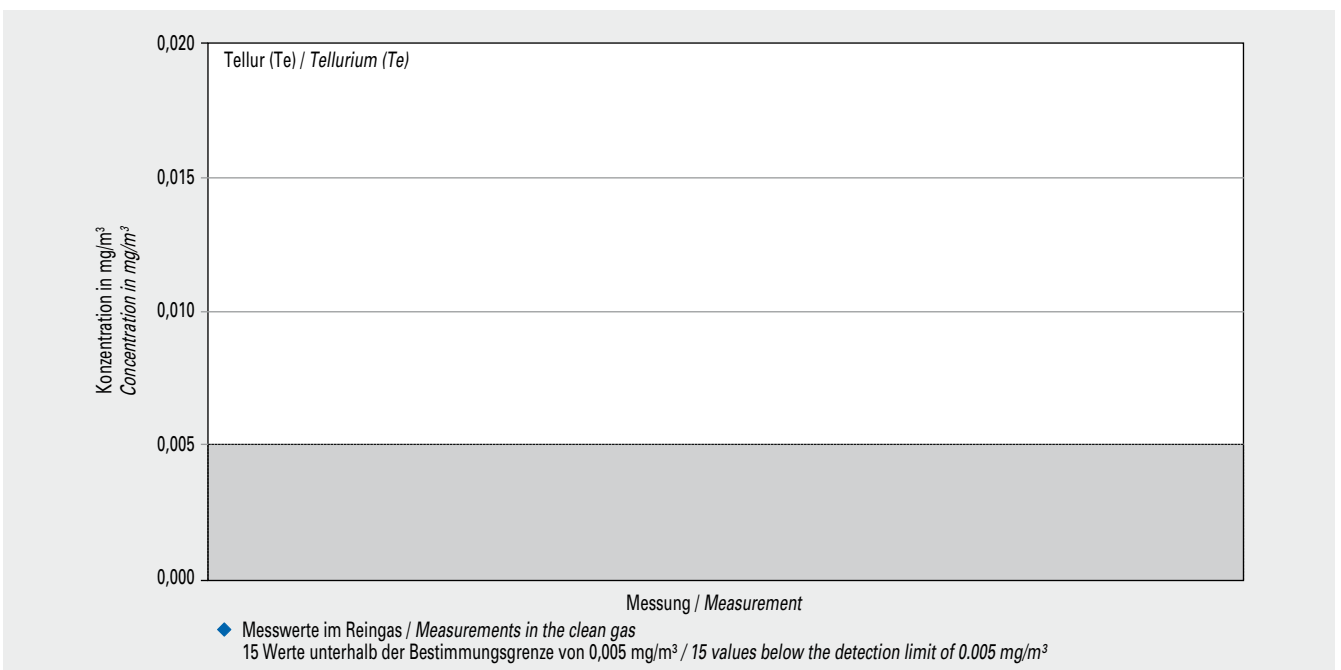 0,020
Tellur (Te) / Tellurium (Te)
0,015
0,010
0,005
0,000
Konzentration in mg/m³
Concentration in mg/m³
Messung / Measurement
Messwerte im Reingas / Measurements in the clean gas
15 Werte unterhalb der Bestimmungsgrenze von 0,005 mg/m³ / 15 values below the detection limit of 0.005 mg/m³